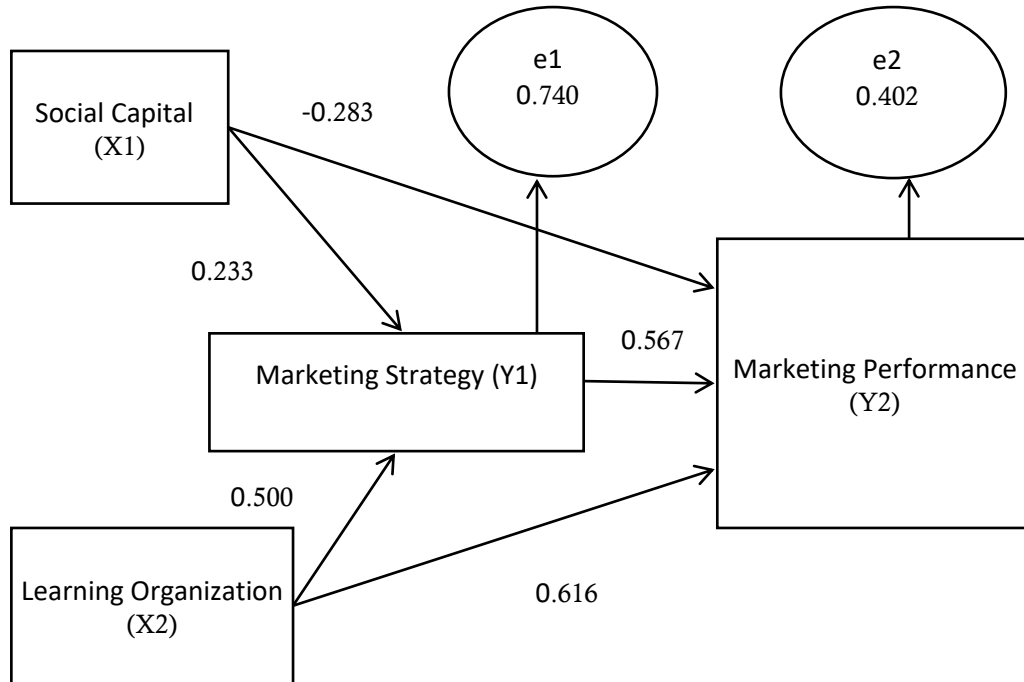 e1
0.740
e2
0.402
Social Capital
(X1)
-0.283
0.233
Marketing Strategy (Y1)
0.567
Marketing Performance
(Y2)
0.500
Learning Organization
(X2)
0.616